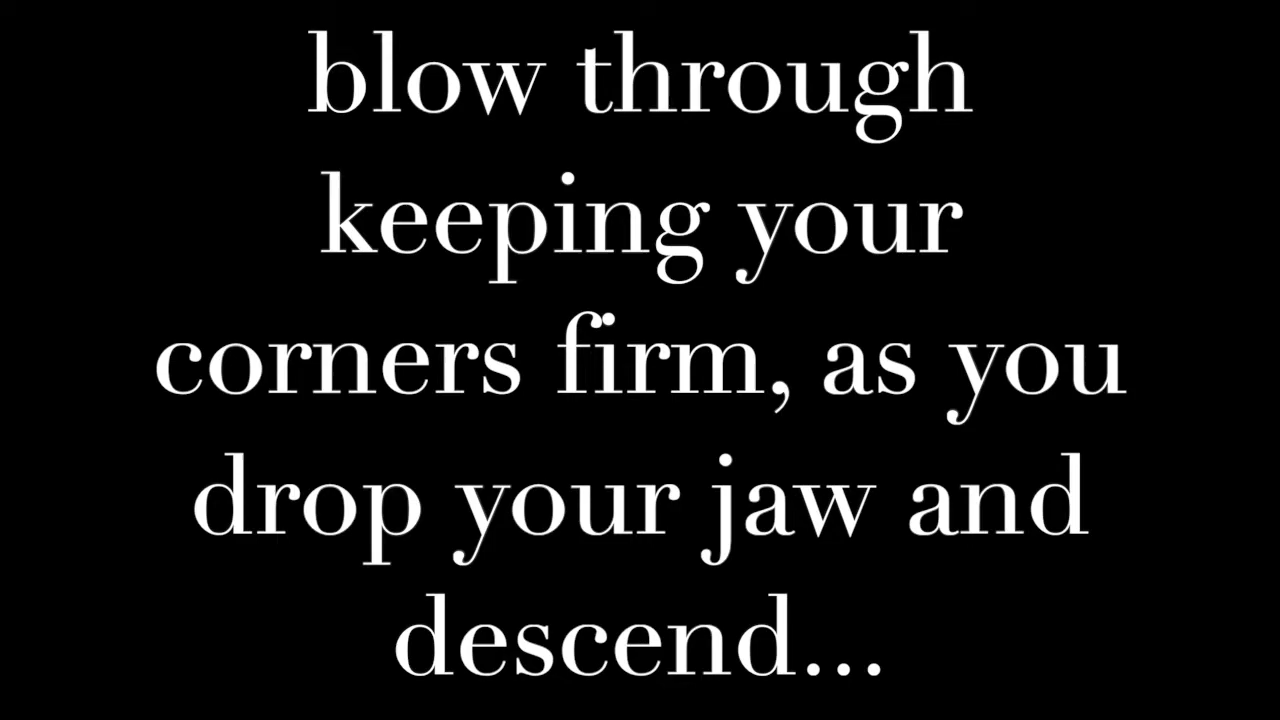 blow through
keeping your
corners firm, as you
drop your jaw and
descend...